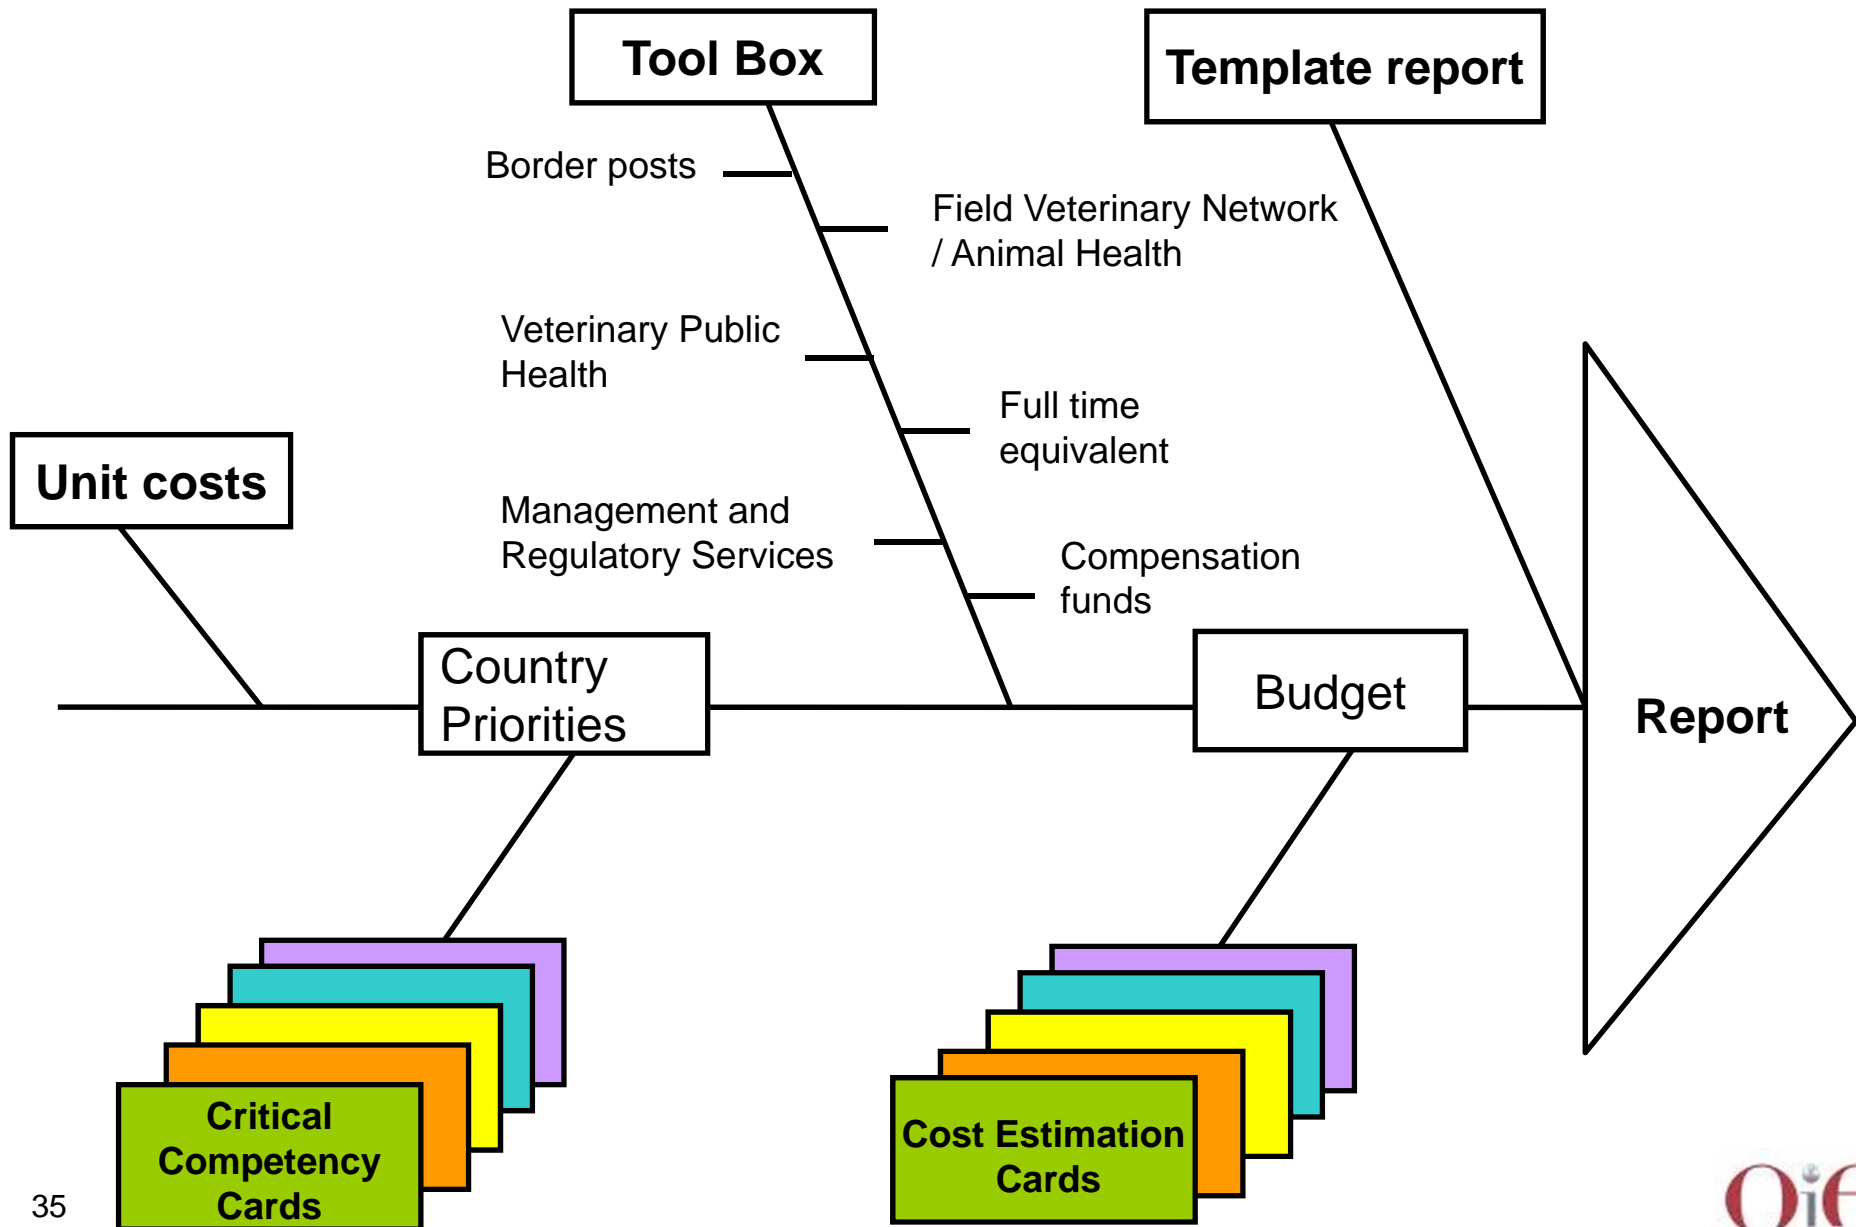 Tool Box
Template report
Border posts
Field Veterinary Network
/ Animal Health
Veterinary Public
Health
Full time
equivalent
Unit costs
Management and
Regulatory Services
Compensation
funds
Country
Priorities
Budget
Report
Critical
Competency
Cards
Cost Estimation
Cards
35
Oie